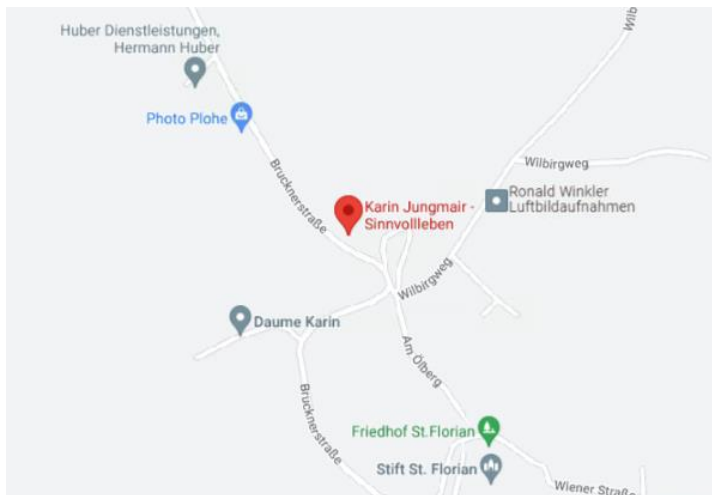 Wilb
Huber Dienstleistungen,
Hermann Huber
Photo Plohe
Brucknerstraße
Wilbirgweg
Karin Jungmair -
Sinnvollleben
Ronald Winkler
Luftbildaufnahmen
Wilbirgweg
Daume Karin
Am Ölberg
Brucknerstraße
Friedhof St.Florian
Stift St. Florian
Wiener Straße